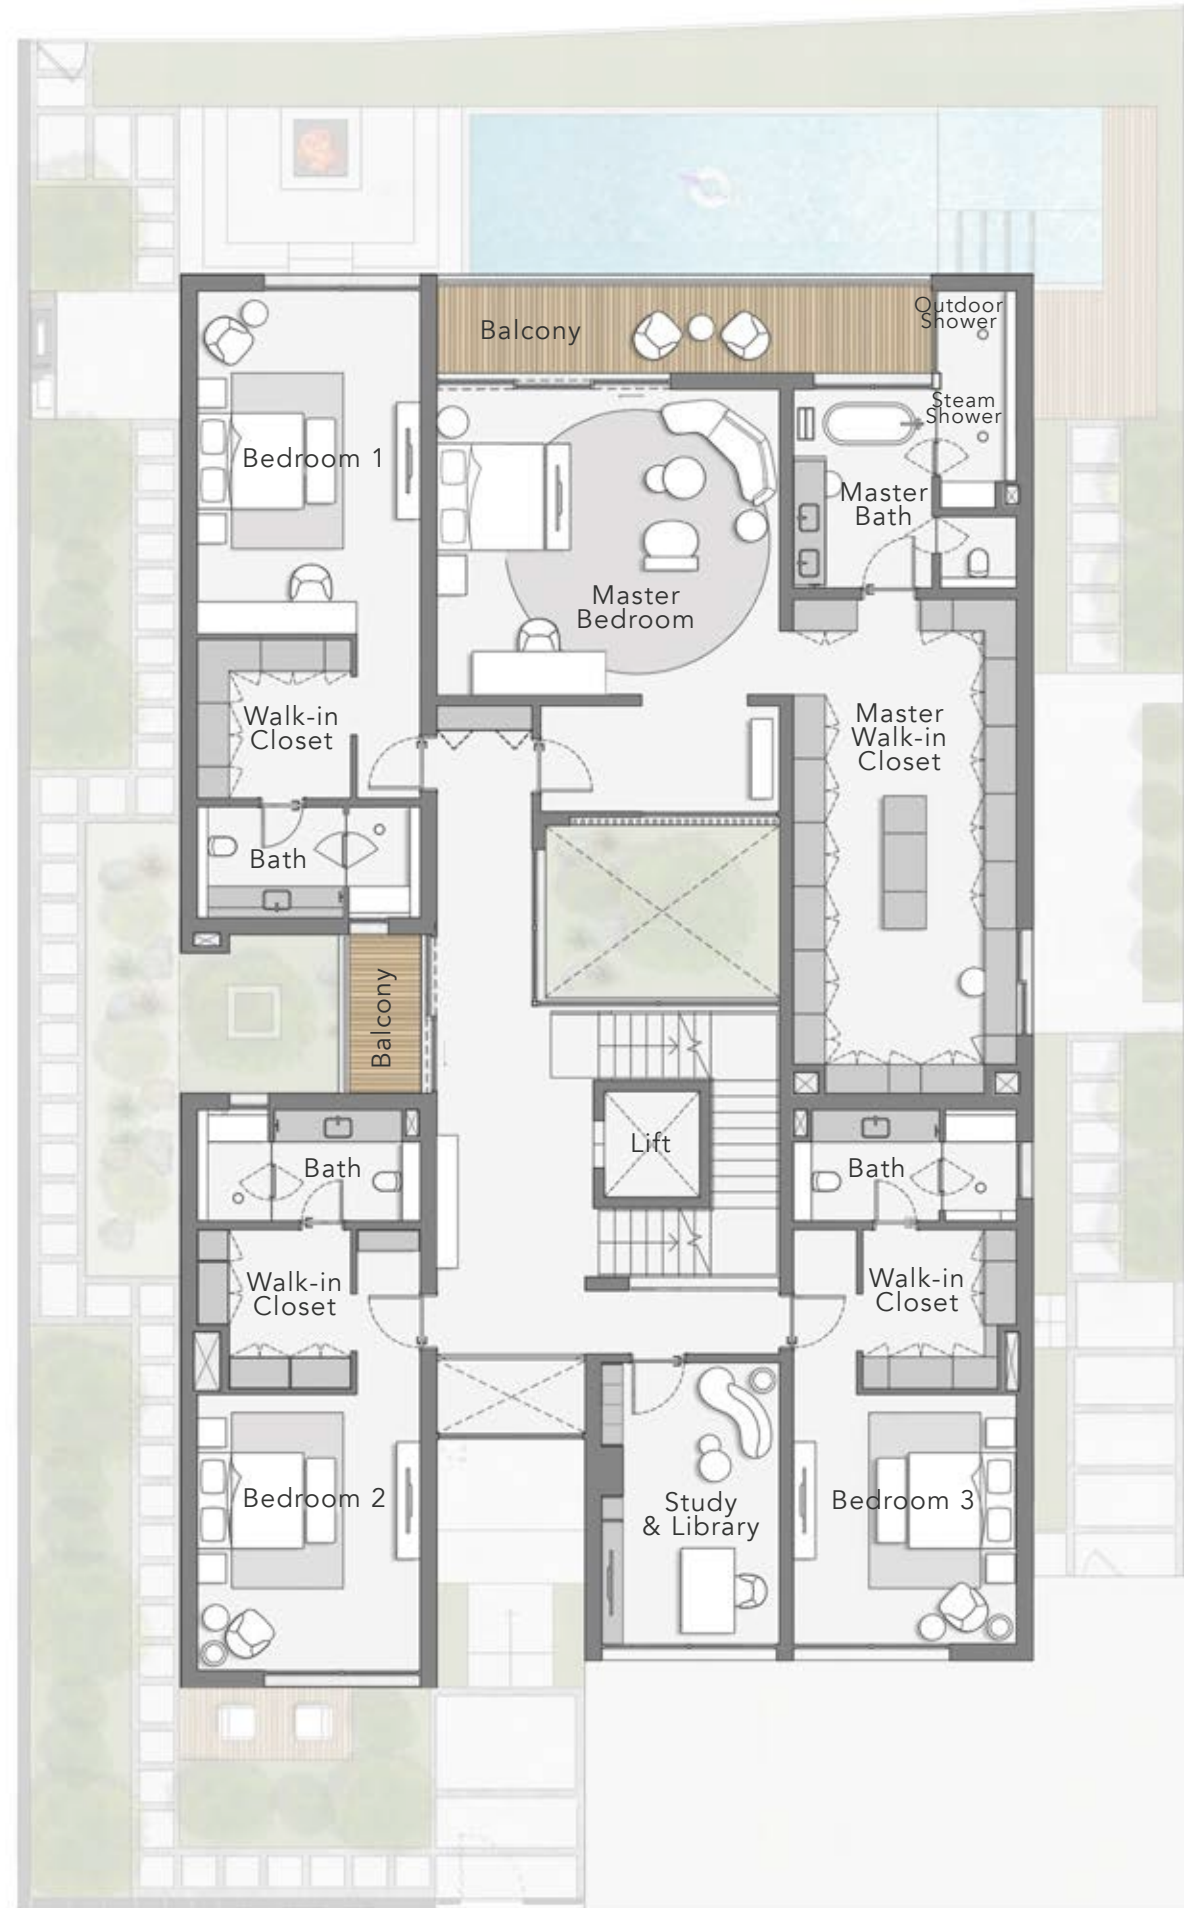 Outdoor
Shower
Balcony
Steam
Shower
Bedroom 1
Master
Bath
Master
Bedroom
Walk-in
Closet
Master
Walk-in
Closet
Bath
Balcony
Lift
Bath
Bath
Walk-in
Closet
Walk-in
Closet
Bedroom 2
Study
& Library
Bedroom 3